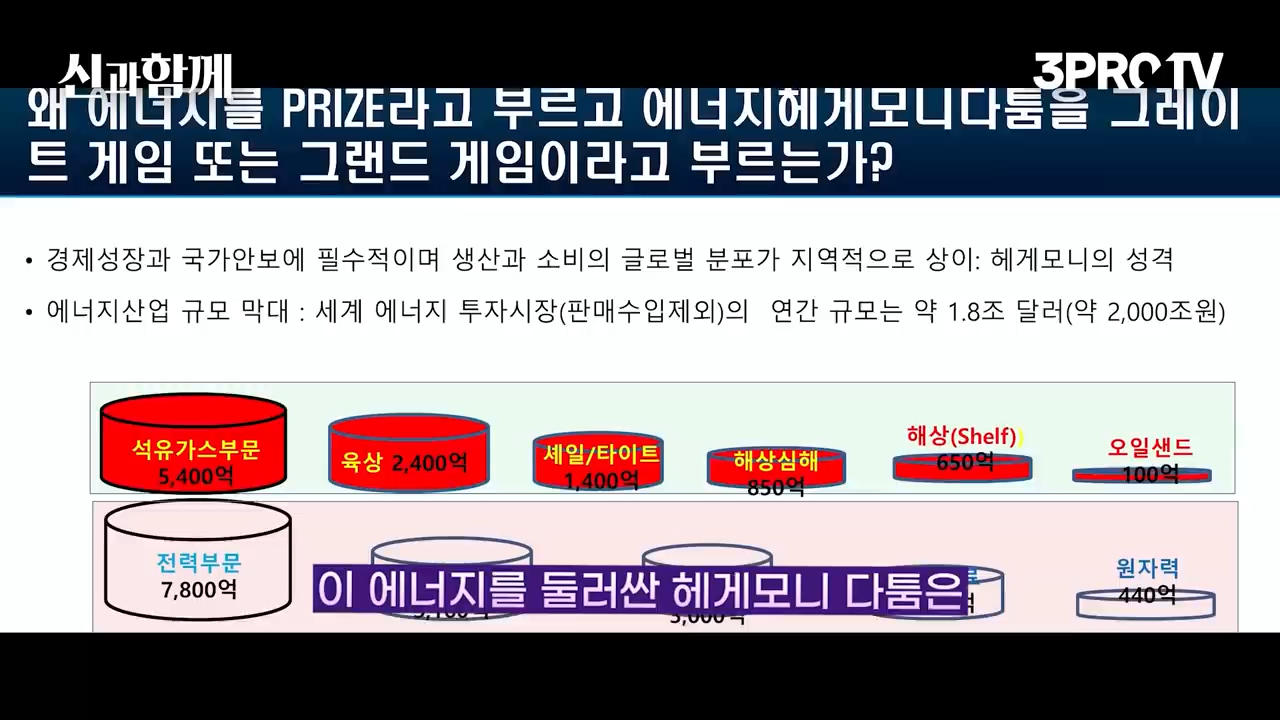 신과함께
3PROTV
왜 에너지를 PRIZE라고 부르고 에너지헤게모니다툼을 그레이
트 게임 또는 그랜드 게임이라고 부르는가?
• 경제성장과 국가안보에 필수적이며 생산과 소비의 글로벌 분포가 지역적으로 상이: 헤게모니의 성격
• 에너지산업 규모 막대 : 세계 에너지 투자시장(판매수입제외)의 연간 규모는 약 1.8조 달러(약 2,000조원)
석유가스부문
5,400억
육상 2,400억
셰일/타이트
1,400억
해상심해
850억
해상(Shelf)
650억
오일샌드
100억
전력부문
7,800억
원자력
440억
이 에너지를 둘러싼 헤게모니 다툼은